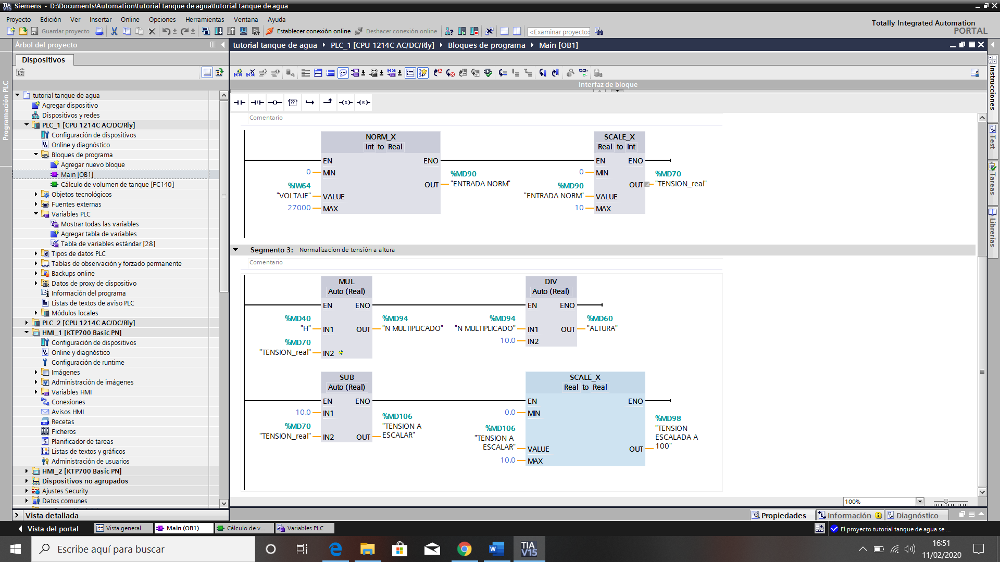 TIA V15 Siemens - D:\Documents\Automation\tutorial tanque de agua\tutorial tanque de agua
Proyecto Edición Ver Insertar Online Opciones Herramientas Ventana Ayuda
Totally Integrated Automation
PORTAL
Guardar proyecto Establecer conexión online Deshacer conexión online <Examinar proyecto>
Árbol del proyecto
tutorial tanque de agua PLC_1 [CPU 1214C AC/DC/Rly] Bloques de programa Main [OB1]
Dispositivos
Interfaz de bloque
Programación PLC
tutorial tanque de agua
Agregar dispositivo
Dispositivos y redes
PLC_1 [CPU 1214C AC/DC/Rly]
Configuración de dispositivos
Online y diagnóstico
Bloques de programa
Agregar nuevo bloque
Main [OB1]
Cálculo de volumen de tanque [FC140]
Objetos tecnológicos
Fuentes externas
Variables PLC
Mostrar todas las variables
Agregar tabla de variables
Tabla de variables estándar [28]
Tipos de datos PLC
Tablas de observación y forzado permanente
Backups online
Datos de proxy de dispositivo
Información del programa
Listas de textos de aviso PLC
Módulos locales
PLC_2 [CPU 1214C AC/DC/Rly]
HMI_1 [KTP700 Basic PN]
Configuración de dispositivos
Online y diagnóstico
Configuración de runtime
Imágenes
Administración de imágenes
Variables HMI
Conexiones
Avisos HMI
Recetas
Ficheros
Planificador de tareas
Listas de textos y gráficos
Administración de usuarios
HMI_2 [KTP700 Basic PN]
Dispositivos no agrupados
Ajustes Security
Datos comunes
Vista detallada
Comentario
NORM_X
Int to Real
EN ENO
0 MIN
%MD90
OUT "ENTRADA NORM"
%IW64
"VOLTAJE" VALUE
27000 MAX
SCALE_X
Real to Int
EN ENO
0 MIN
%MD70
OUT "TENSION_real"
%MD90
"ENTRADA NORM" VALUE
10 MAX
Segmento 3: Normalizacion de tensión a altura
Comentario
MUL
Auto (Real)
EN ENO
%MD40
"H" IN1
%MD94
OUT "N MULTIPLICADO"
%MD70
"TENSION_real" IN2
DIV
Auto (Real)
EN ENO
%MD94
"N MULTIPLICADO" IN1
%MD60
OUT "ALTURA"
10.0 IN2
SUB
Auto (Real)
EN ENO
10.0 IN1
%MD70
"TENSION_real" IN2
%MD106
"TENSION A
ESCALAR"
OUT
SCALE_X
Real to Real
EN ENO
0.0 MIN
%MD106
"TENSION A
ESCALAR" VALUE
10.0 MAX
%MD98
"TENSION
ESCALADA A
100"
OUT
Instrucciones
Test
Tareas
Librerías
100%
Propiedades Información Diagnóstico
Vista del portal Vista general Main (OB1) Cálculo de v... Variables PLC
El proyecto tutorial tanque de agua se ...
Escribe aquí para buscar
TIA V15
16:51
11/02/2020